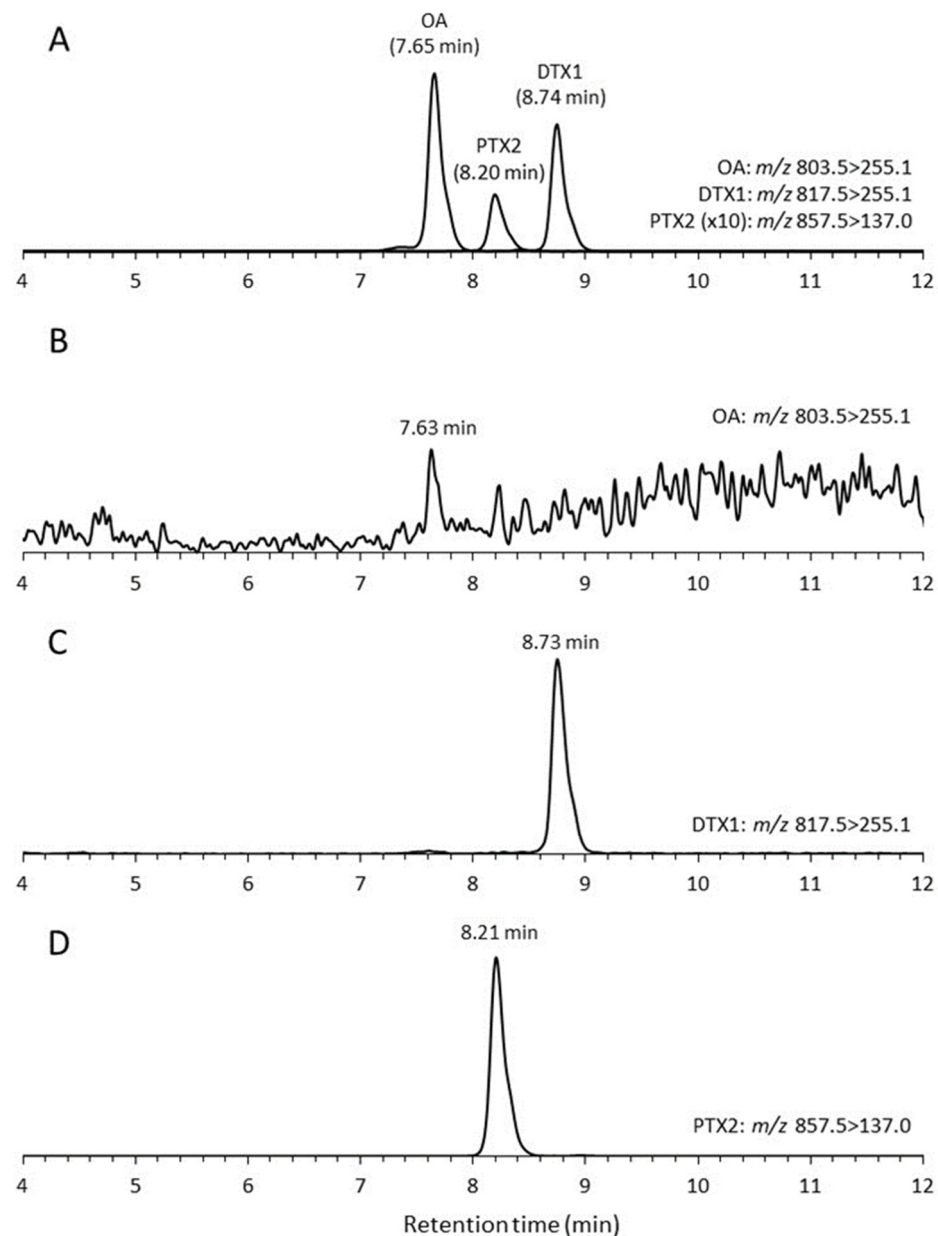 A
OA
(7.65 min)
PTX2
(8.20 min)
DTX1
(8.74 min)
OA: m/z 803.5>255.1
DTX1: m/z 817.5>255.1
PTX2 (x10): m/z 857.5>137.0
4 5 6 7 8 9 10 11 12
B
7.63 min
OA: m/z 803.5>255.1
4 5 6 7 8 9 10 11 12
C
8.73 min
DTX1: m/z 817.5>255.1
4 5 6 7 8 9 10 11 12
D
8.21 min
PTX2: m/z 857.5>137.0
4 5 6 7 8 9 10 11 12
Retention time (min)